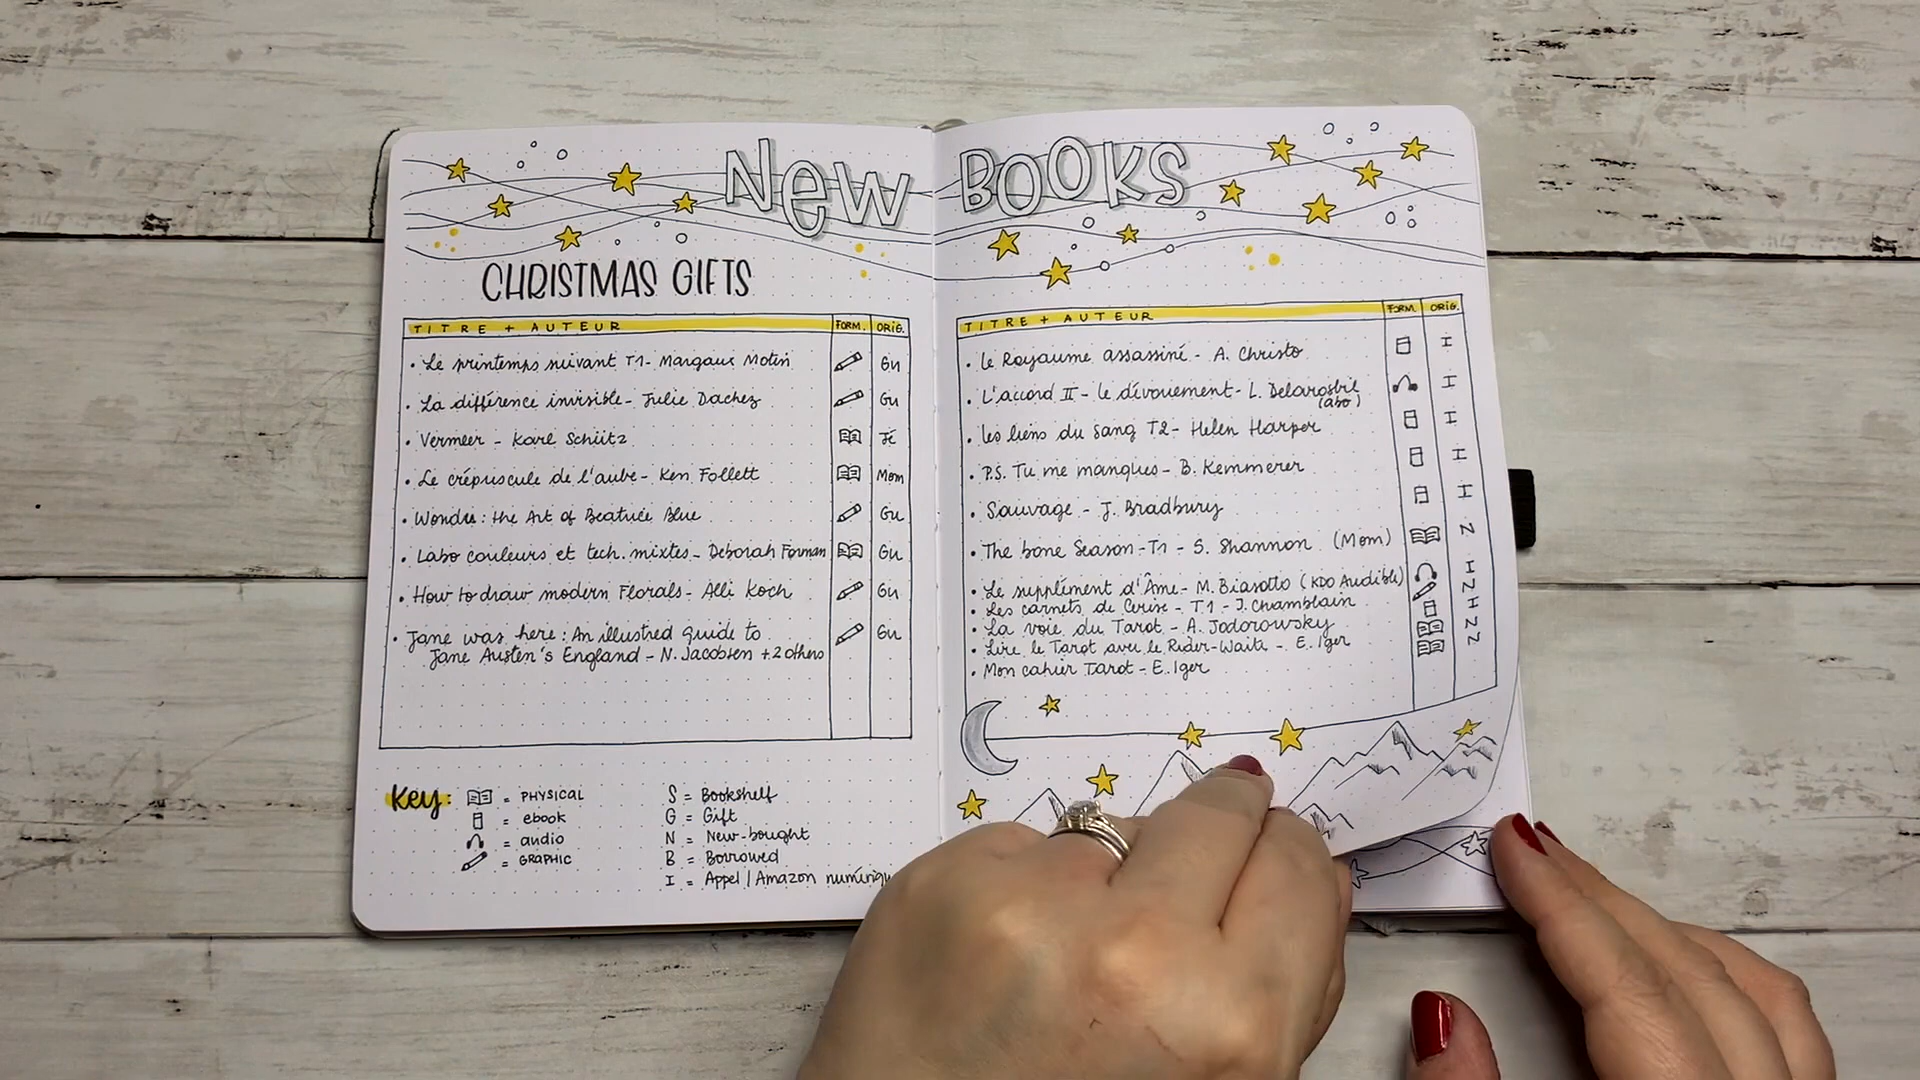 New Books
CHRISTMAS GIFTS
TITRE + AUTEUR FORM. ORIG.
• Le printemps suivant T1 - Margaux Motin Gu
• La différence invisible - Julie Dachez Gu
• Vermeer - Karl Schütz Je
• Le crépuscule de l'aube - Ken Follett Mom
• Wonder: the Art of Beatrice Blue Gu
• Labo couleurs et tech. mixtes - Deborah Forman Gu
• How to draw modern Florals - Alli Koch Gu
• Jane was here: An illustred guide to Gu
Jane Austen's England - N. Jacobsen + 2 others
Key:
= PHYSICAL
= ebook
= audio
= GRAPHIC
S = Bookshelf
G = Gift
N = New-bought
B = Borrowed
I = Appel / Amazon
TITRE + AUTEUR FORM. ORIG.
• Le Royaume assassiné - A. Christo I
• L'accord II - le dévouement - L. Delarosbil I
(abo)
• les liens du sang T2 - Helen Harper I
• P.S. Tu me manques - B. Kemmerer I
• Sauvage - J. Bradbury I
• The bone Season - T1 - S. Shannon (Mom) N
• Le supplément d'Âme - M. Biasotto (KDO Audible) I
• Les carnets de Cerise - T1 - J. Chamblain N
• La voie du Tarot - A. Jodorowsky I
• Lire le Tarot avec le Rider-Waite - E. Iger N
• Mon cahier Tarot - E. Iger N